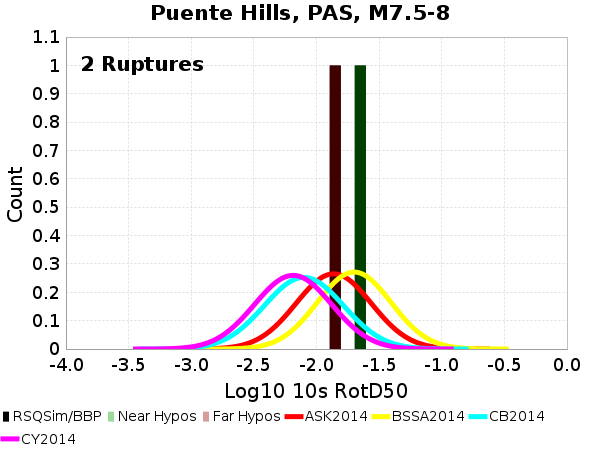 Puente Hills, PAS, M7.5-8
2 Ruptures
Count
1.1
1
0.9
0.8
0.7
0.6
0.5
0.4
0.3
0.2
0.1
0
-4.0 -3.5 -3.0 -2.5 -2.0 -1.5 -1.0 -0.5 0.0
Log10 10s RotD50
RSQSim/BBP Near Hypos Far Hypos ASK2014 BSSA2014 CB2014
CY2014